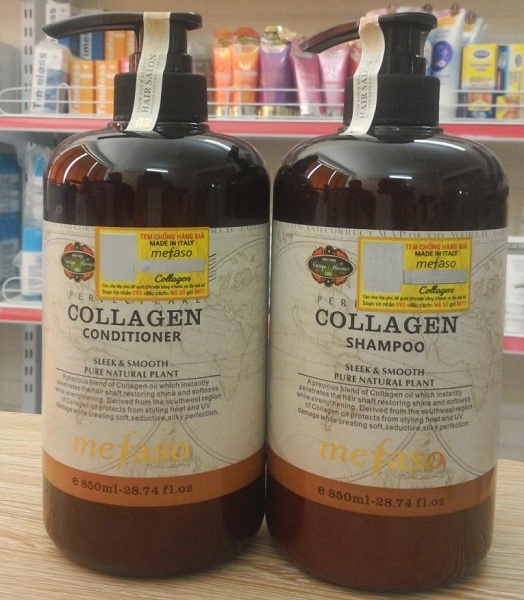 HAIR SALON
TEM CHỐNG HÀNG GIẢ
MADE IN ITALY
mefaso
Collagen
COLLAGEN
CONDITIONER
SLEEK & SMOOTH
PURE NATURAL PLANT
A precious blend of Collagen oil which instantly
penetrates the hair shaft restoring shine and softness
while strengthening. Derived from the southwest region
of Collagen oil protects from styling heat and UV
damage while creating soft,seductive,silky perfection.
mefaso
e 850ml-28.74 fl.oz
HAIR SALON
TEM CHỐNG HÀNG GIẢ
MADE IN ITALY
mefaso
Collagen
COLLAGEN
SHAMPOO
SLEEK & SMOOTH
PURE NATURAL PLANT
A precious blend of Collagen oil which instantly
penetrates the hair shaft restoring shine and softness
while strengthening. Derived from the southwest region
of Collagen oil protects from styling heat and UV
damage while creating soft,seductive,silky perfection.
mefaso
e 850ml-28.74 fl.oz